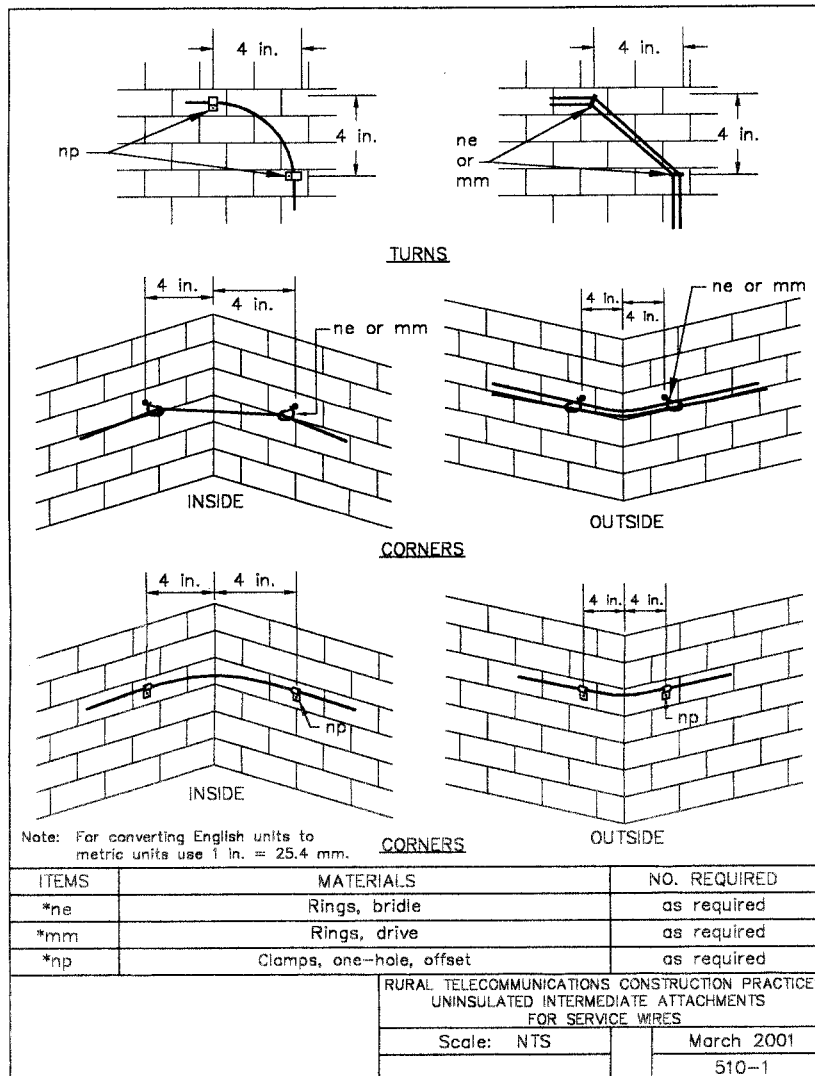 4 in.
4 in.
4 in.
4 in.
np
ne
or
mm
TURNS
4 in.
4 in.
ne or mm
4 in.
4 in.
ne or mm
INSIDE
OUTSIDE
CORNERS
4 in.
4 in.
4 in.
4 in.
np
np
INSIDE
OUTSIDE
Note: For converting English units to
metric units use 1 in. = 25.4 mm.
CORNERS
ITEMS MATERIALS NO. REQUIRED
*ne Rings, bridle as required
*mm Rings, drive as required
*np Clamps, one-hole, offset as required
RURAL TELECOMMUNICATIONS CONSTRUCTION PRACTICE
UNINSULATED INTERMEDIATE ATTACHMENTS
FOR SERVICE WIRES
Scale: NTS March 2001
510-1